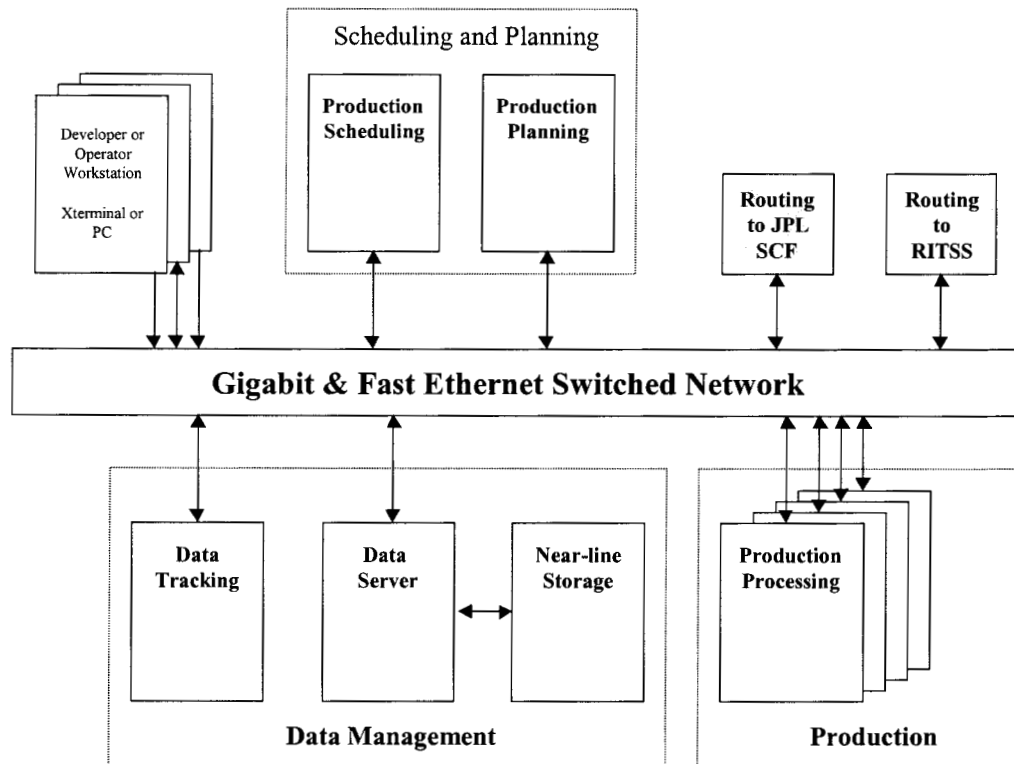 Scheduling and Planning
Developer or
Operator
Workstation
Xterminal or
PC
Production
Scheduling
Production
Planning
Routing
to JPL
SCF
Routing
to
RITSS
Gigabit & Fast Ethernet Switched Network
Data
Tracking
Data
Server
Near-line
Storage
Production
Processing
Data Management
Production